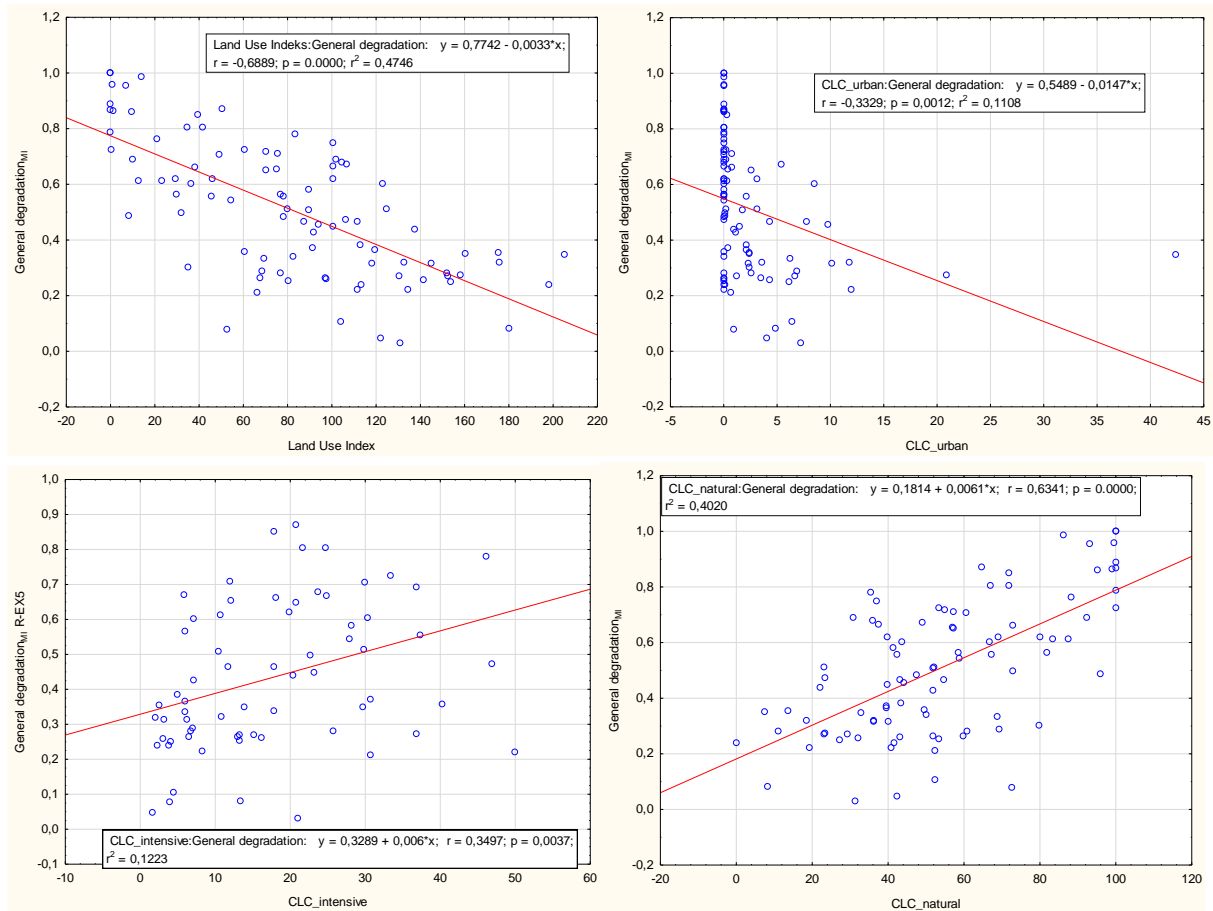 Land Use Indeks:General degradation: y = 0,7742 - 0,0033*x;
r = -0,6889; p = 0.0000; r² = 0,4746
1,2
1,0
0,8
0,6
0,4
0,2
0,0
0,2
General degradation MI
-20 0 20 40 60 80 100 120 140 160 180 200 220
Land Use Index
CLC_urban:General degradation: y = 0,5489 - 0,0147*x;
r = -0,3329; p = 0,0012; r² = 0,1108
1,2
1,0
0,8
0,6
0,4
0,2
0,0
-0,2
General degradation MI
-5 0 5 10 15 20 25 30 35 40 45
CLC_urban
1,0
0,9
0,8
0,7
0,6
0,5
0,4
0,3
0,2
0,1
0,0
-0,1
General degradation MI R-EX5
CLC_intensive:General degradation: y = 0,3289 + 0,006*x; r = 0,3497; p = 0,0037;
r² = 0,1223
-10 0 10 20 30 40 50 60
CLC_intensive
CLC_natural:General degradation: y = 0,1814 + 0,0061*x; r = 0,6341; p = 0.0000;
r² = 0,4020
1,2
1,0
0,8
0,6
0,4
0,2
0,0
-0,2
General degradation MI
-20 0 20 40 60 80 100 120
CLC_natural